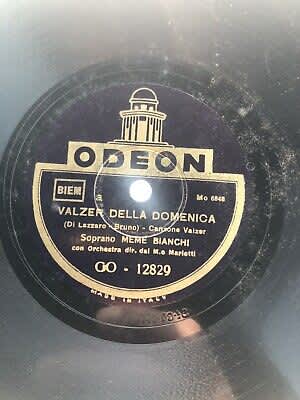 ODEON
BIEM
Mo 6848
VALZER DELLA DOMENICA
(Di Lazzaro - Bruno) - Canzone Valzer
Soprano MEME BIANCHI
con Orchestra dir. dal M.o Marietti
GO - 12829
MADE IN ITALY